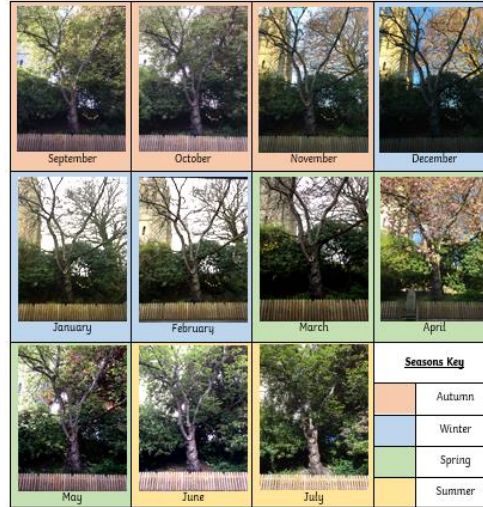 September
October
November
December
January
February
March
April
Seasons Key
Autumn
Winter
Spring
Summer
May
June
July